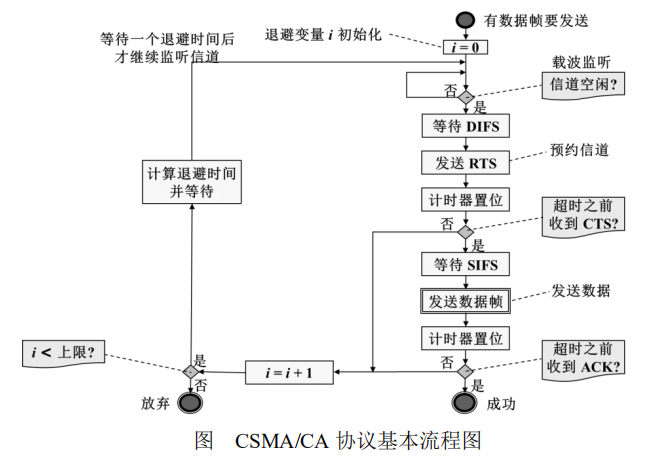 有数据帧要发送
等待一个退避时间后
才继续监听信道
退避变量 i 初始化
i = 0
载波监听
信道空闲?
否
是
等待 DIFS
发送 RTS
预约信道
计算退避时间
并等待
计时器置位
超时之前
收到 CTS?
否
是
等待 SIFS
发送数据帧
发送数据
计时器置位
i < 上限?
是
否
i = i + 1
否
是
超时之前
收到 ACK?
放弃
成功
图 CSMA/CA 协议基本流程图